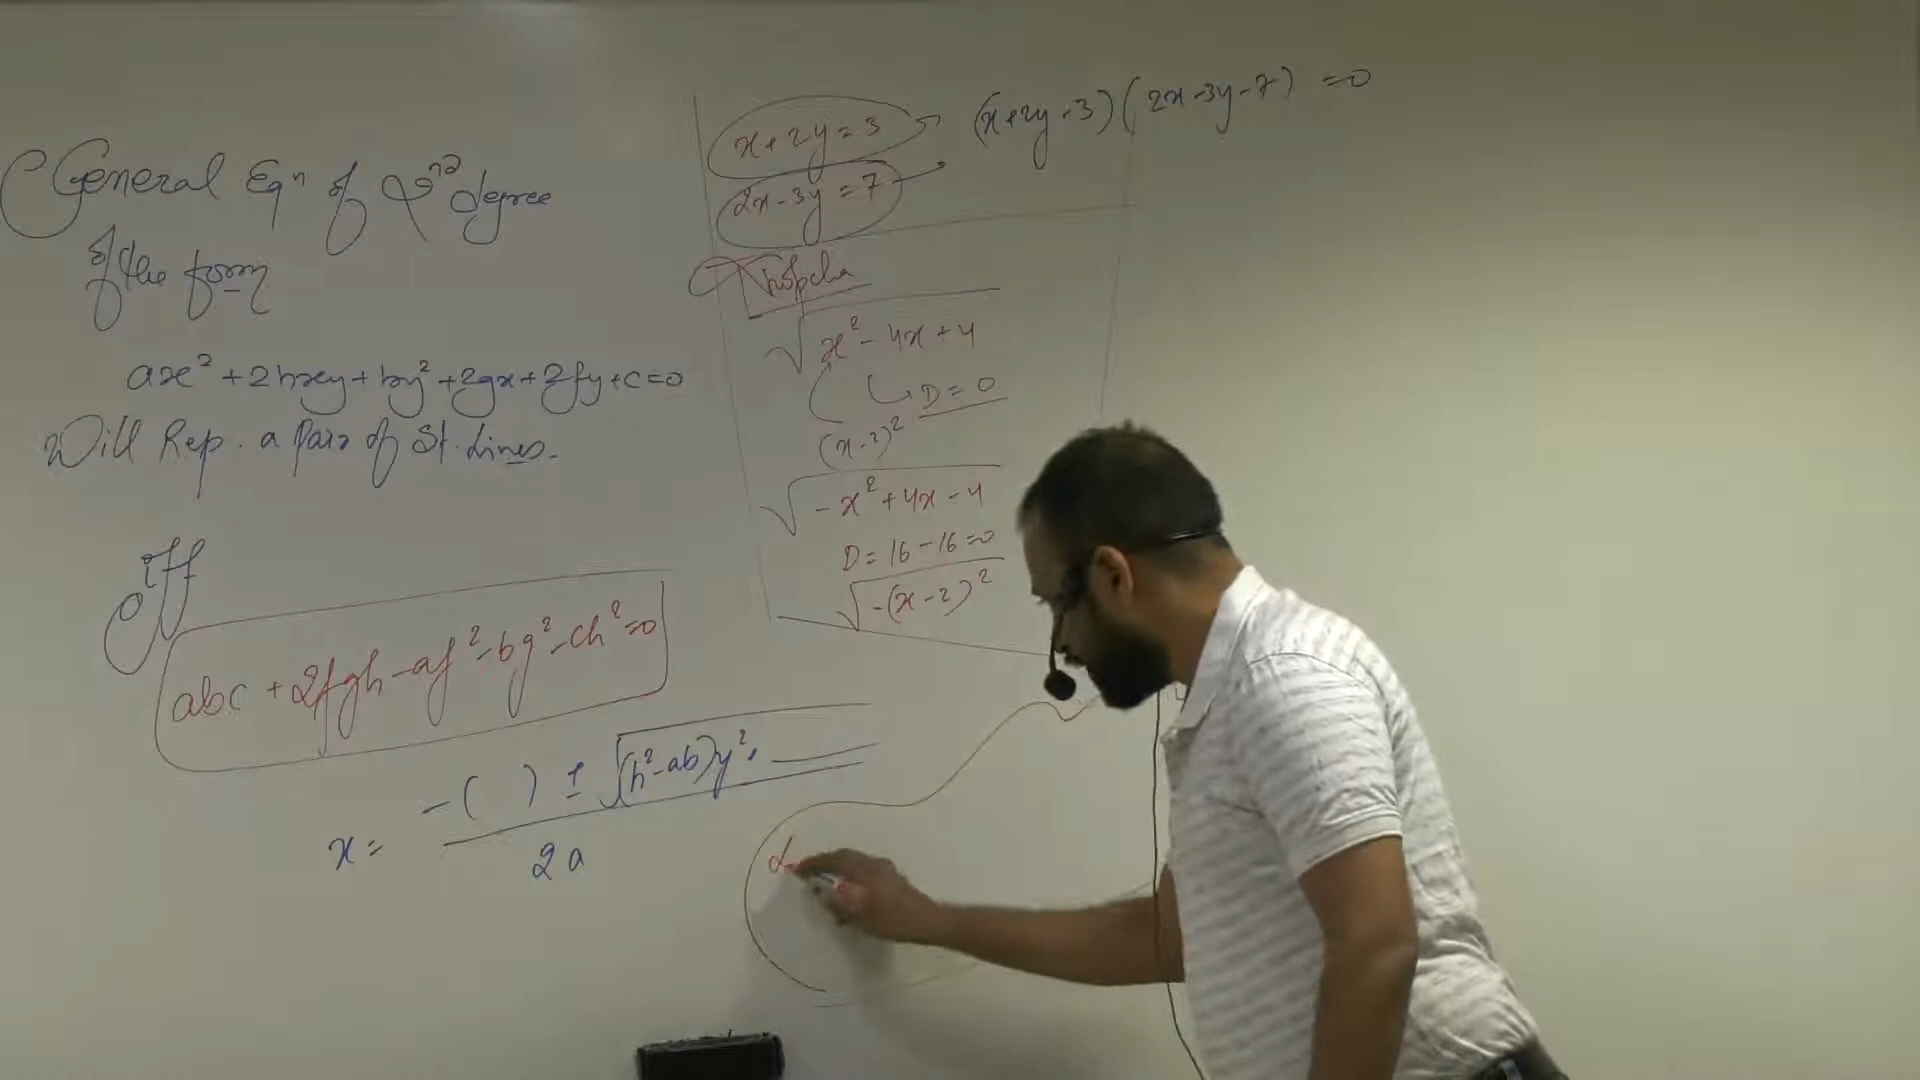 General Eqn of 2nd degree
of the form
ax² + 2hxy + by² + 2gx + 2fy + c = 0
Will Rep. a Pair of St. Lines.
iff
abc + 2fgh - af² - bg² - ch² = 0
x = -( ) ± √(h² - ab)y²
2a
x + 2y = 3
2x - 3y = 7
(x + 2y - 3)(2x - 3y - 7) = 0
√x² - 4x + 4
D = 0
(x - 2)²
√-x² + 4x - 4
D = 16 - 16 = 0
√-(x - 2)²